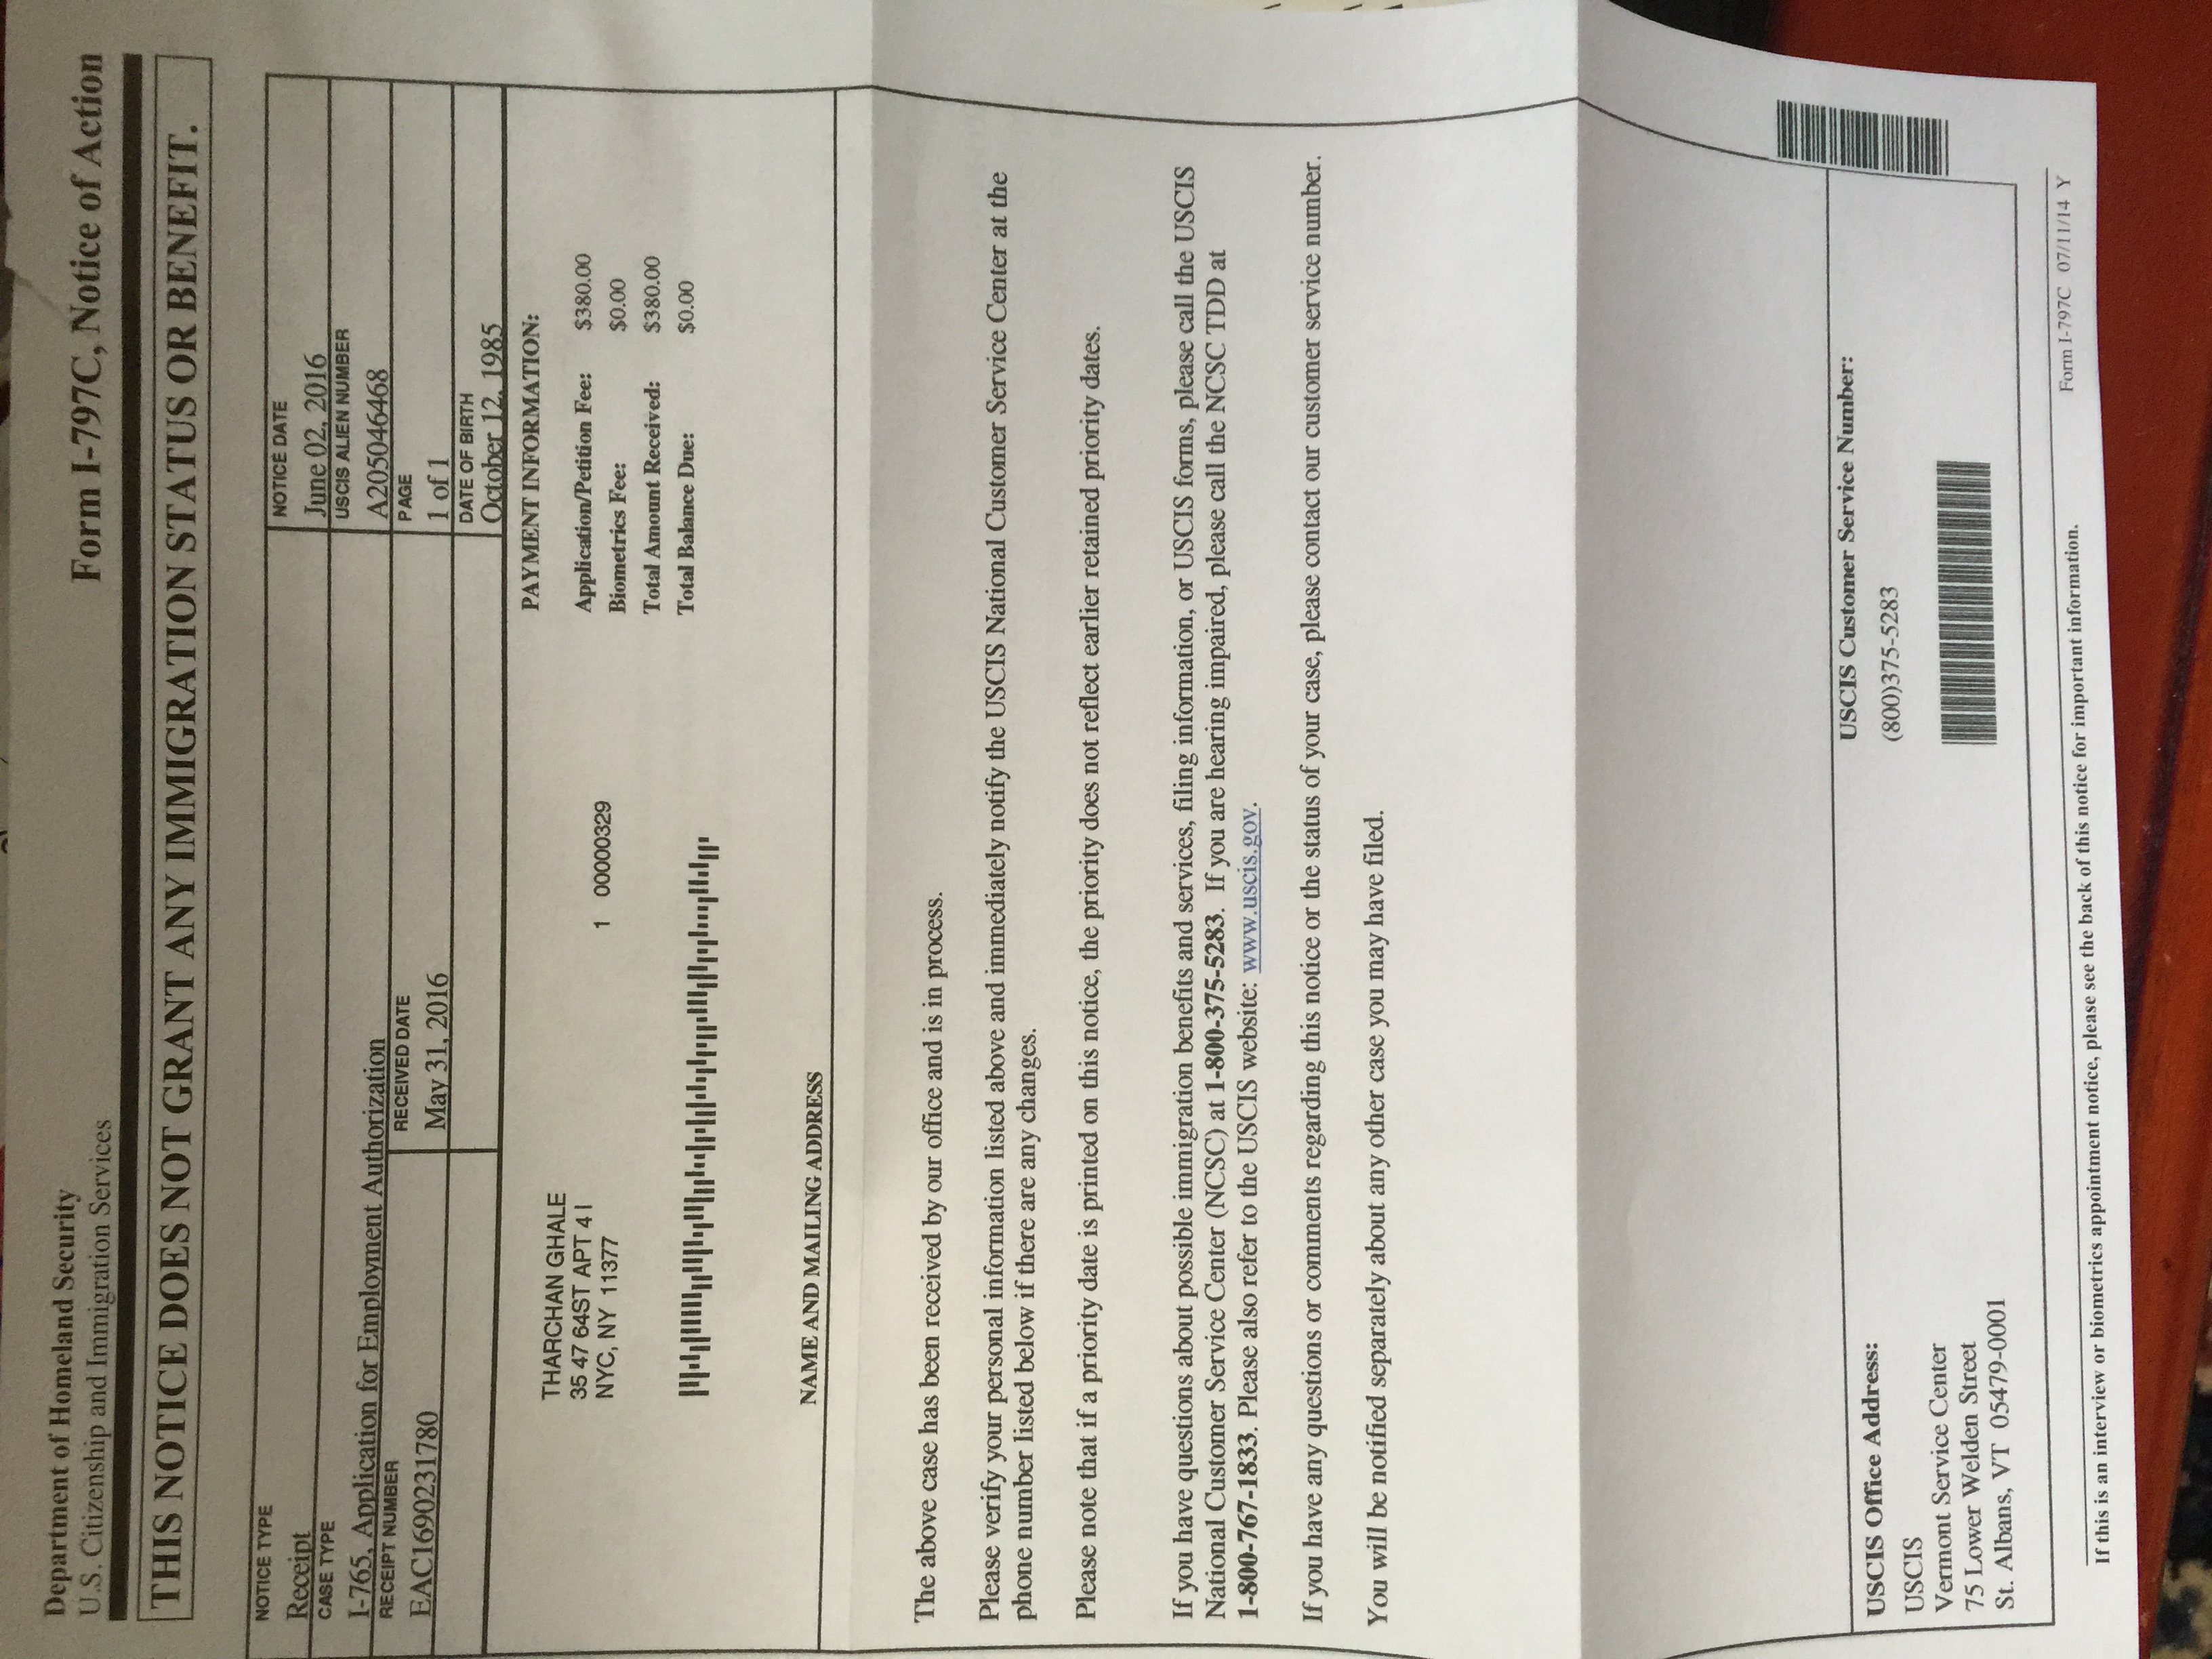 Department of Homeland Security
U.S. Citizenship and Immigration Services
Form I-797C, Notice of Action
THIS NOTICE DOES NOT GRANT ANY IMMIGRATION STATUS OR BENEFIT.
NOTICE TYPE
Receipt
NOTICE DATE
June 02, 2016
CASE TYPE
I-765, Application for Employment Authorization
USCIS ALIEN NUMBER
A205046468
RECEIPT NUMBER
EAC1690231780
RECEIVED DATE
May 31, 2016
PAGE
1 of 1
DATE OF BIRTH
October 12, 1985
THARCHAN GHALE
35 47 64ST APT 4 I
NYC, NY 11377
1 00000329
PAYMENT INFORMATION:
Application/Petition Fee: $380.00
Biometrics Fee: $0.00
Total Amount Received: $380.00
Total Balance Due: $0.00
NAME AND MAILING ADDRESS
The above case has been received by our office and is in process.
Please verify your personal information listed above and immediately notify the USCIS National Customer Service Center at the
phone number listed below if there are any changes.
Please note that if a priority date is printed on this notice, the priority does not reflect earlier retained priority dates.
If you have questions about possible immigration benefits and services, filing information, or USCIS forms, please call the USCIS
National Customer Service Center (NCSC) at 1-800-375-5283. If you are hearing impaired, please call the NCSC TDD at
1-800-767-1833. Please also refer to the USCIS website: www.uscis.gov.
If you have any questions or comments regarding this notice or the status of your case, please contact our customer service number.
You will be notified separately about any other case you may have filed.
USCIS Office Address:
USCIS
Vermont Service Center
75 Lower Welden Street
St. Albans, VT 05479-0001
USCIS Customer Service Number:
(800)375-5283
If this is an interview or biometrics appointment notice, please see the back of this notice for important information.
Form I-797C 07/11/14 Y